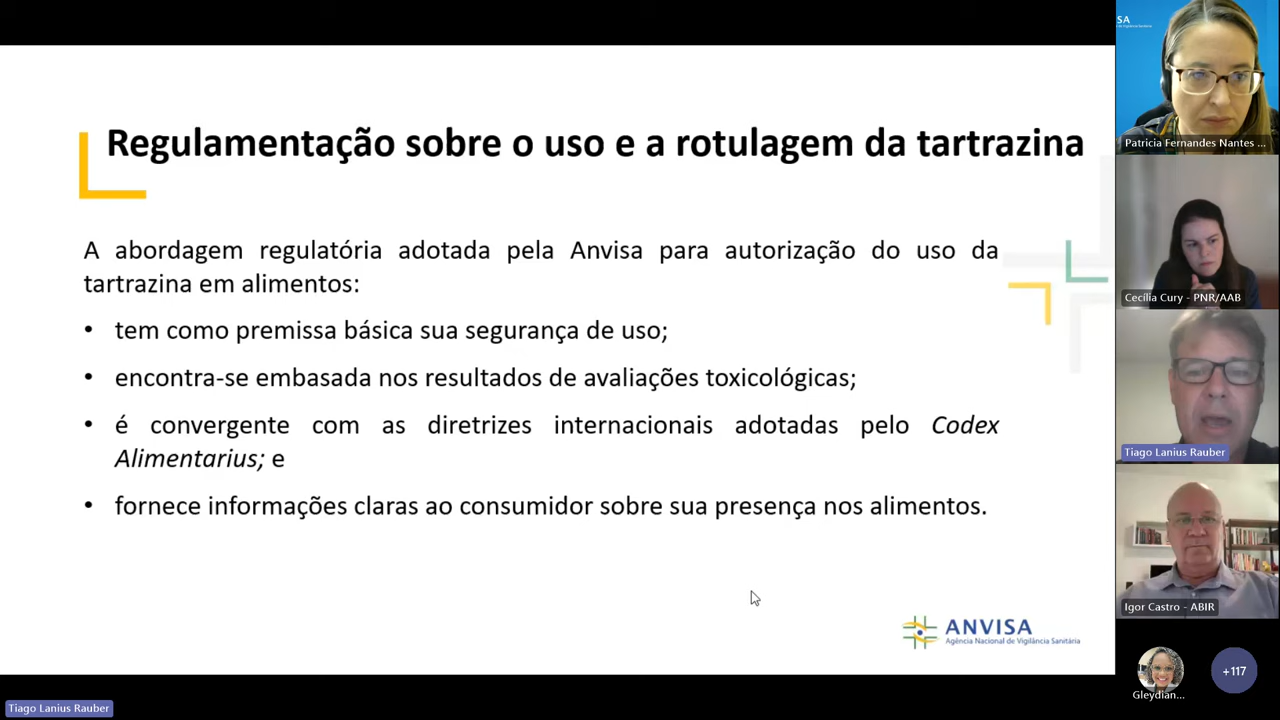 Regulamentação sobre o uso e a rotulagem da tartrazina
A abordagem regulatória adotada pela Anvisa para autorização do uso da
tartrazina em alimentos:
• tem como premissa básica sua segurança de uso;
• encontra-se embasada nos resultados de avaliações toxicológicas;
• é convergente com as diretrizes internacionais adotadas pelo Codex
Alimentarius; e
• fornece informações claras ao consumidor sobre sua presença nos alimentos.
ANVISA
Agência Nacional de Vigilância Sanitária
SA
Patricia Fernandes Nantes ...
Cecília Cury - PNR/AAB
Tiago Lanius Rauber
Igor Castro - ABIR
Gleydian...
+117
Tiago Lanius Rauber